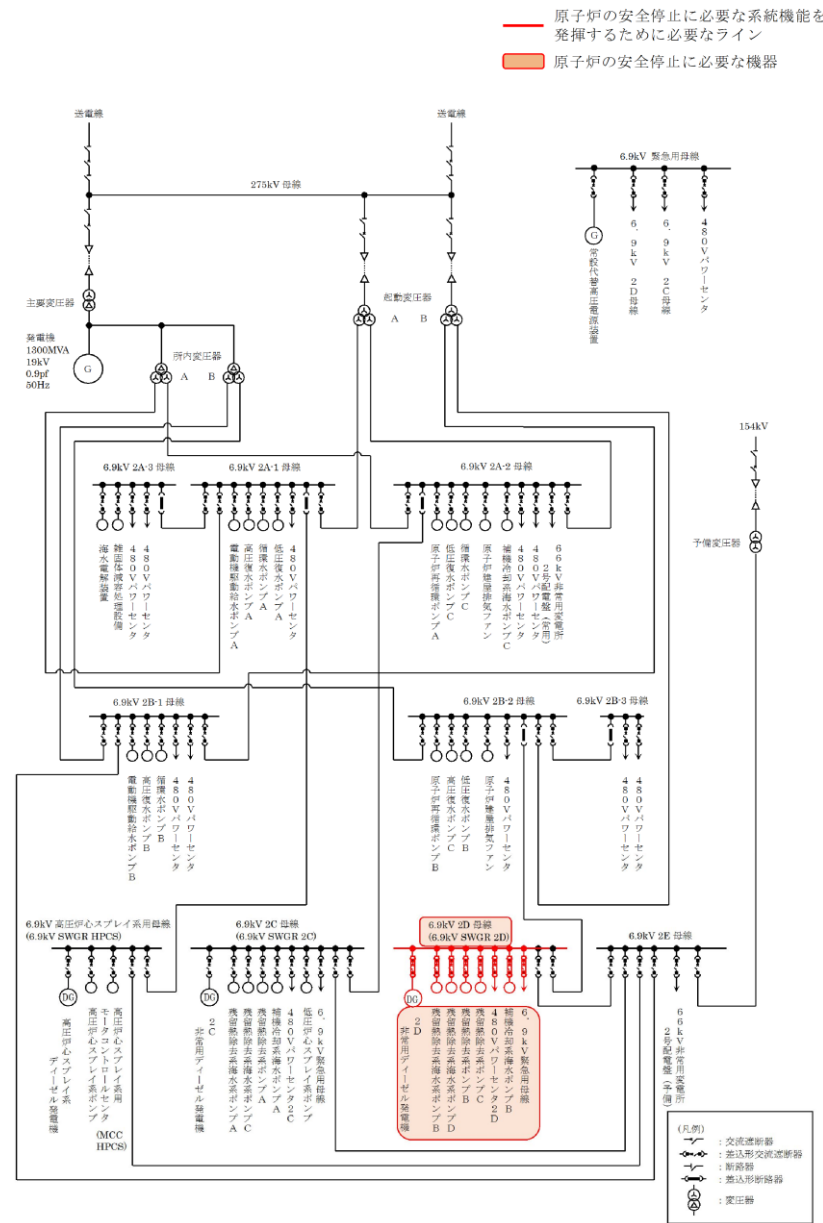 原子炉の安全停止に必要な系統機能を
発揮するために必要なライン
原子炉の安全停止に必要な機器
送電線
送電線
6.9kV 緊急用母線
275kV 母線
G
常設代替高圧電源装置
6.9kV 2D母線
6.9kV 2C母線
480Vパワーセンタ
主要変圧器
起動変圧器
A
B
発電機
1300MVA
19kV
0.9pf
50Hz
G
所内変圧器
A
B
154kV
予備変圧器
6.9kV 2A-3 母線
6.9kV 2A-1 母線
6.9kV 2A-2 母線
海水電解装置
雑固体減容処理設備
480Vパワーセンタ
480Vパワーセンタ
電動機駆動給水ポンプA
高圧復水ポンプA
循環水ポンプA
低圧復水ポンプA
480Vパワーセンタ
原子炉再循環ポンプA
低圧復水ポンプC
循環水ポンプC
原子炉建屋排気ファン
補機冷却系海水ポンプC
480Vパワーセンタ
480Vパワーセンタ
66kV非常用変電所
2号配電盤(常用)
6.9kV 2B-1 母線
6.9kV 2B-2 母線
6.9kV 2B-3 母線
電動機駆動給水ポンプB
高圧復水ポンプB
循環水ポンプB
480Vパワーセンタ
480Vパワーセンタ
原子炉再循環ポンプB
高圧復水ポンプC
低圧復水ポンプB
原子炉建屋排気ファン
480Vパワーセンタ
480Vパワーセンタ
480Vパワーセンタ
6.9kV 高圧炉心スプレイ系用母線
(6.9kV SWGR HPCS)
6.9kV 2C 母線
(6.9kV SWGR 2C)
6.9kV 2D 母線
(6.9kV SWGR 2D)
6.9kV 2E 母線
DG
高圧炉心スプレイ系
ディーゼル発電機
高圧炉心スプレイ系ポンプ
高圧炉心スプレイ系用
モータコントロールセンタ
(MCC
HPCS)
DG
2C
非常用ディーゼル発電機
残留熱除去系海水系ポンプA
残留熱除去系海水系ポンプC
残留熱除去系ポンプA
補機冷却系海水ポンプA
480Vパワーセンタ2C
低圧炉心スプレイ系ポンプ
6.9kV緊急用母線
DG
2D
非常用ディーゼル発電機
残留熱除去系海水系ポンプB
残留熱除去系海水系ポンプD
残留熱除去系ポンプB
残留熱除去系ポンプC
480Vパワーセンタ2D
補機冷却系海水ポンプB
6.9kV緊急用母線
66kV非常用変電所
2号配電盤(予備)
(凡例)
:交流遮断器
:差込形交流遮断器
:断路器
:差込形断路器
:変圧器